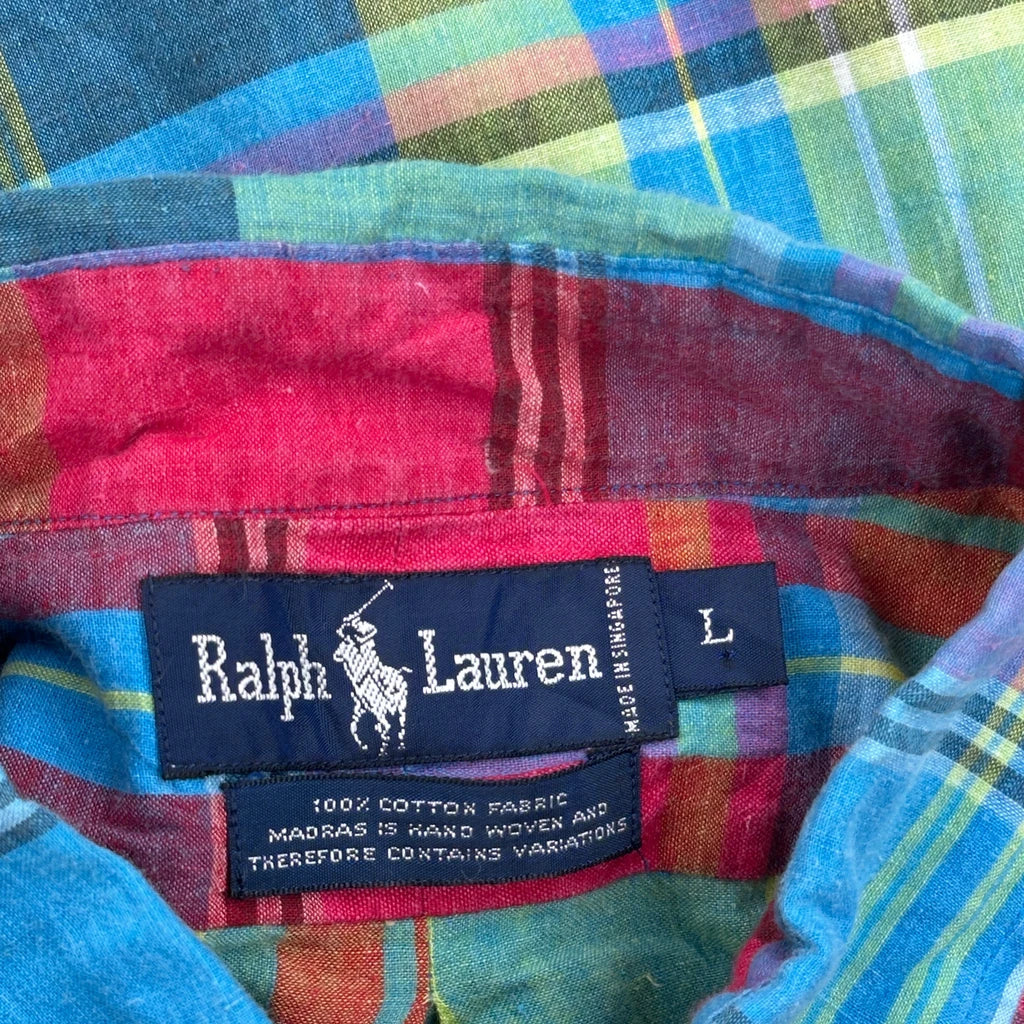 Ralph Lauren
MADE IN SINGAPORE
L
100% COTTON FABRIC
MADRAS IS HAND WOVEN AND
THEREFORE CONTAINS VARIATIONS